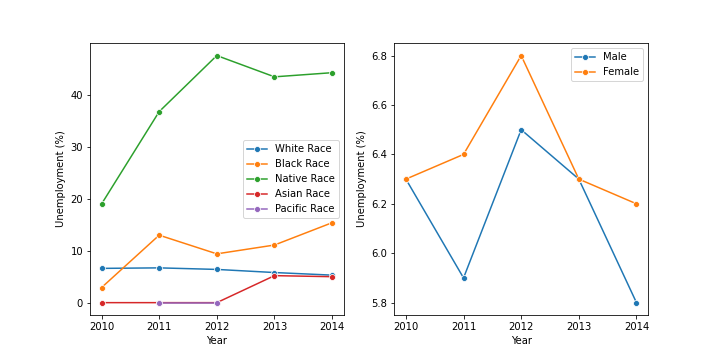 40
30
20
10
0
Unemployment (%)
2010 2011 2012 2013 2014
Year
White Race
Black Race
Native Race
Asian Race
Pacific Race
6.8
6.6
6.4
6.2
6.0
5.8
Unemployment (%)
2010 2011 2012 2013 2014
Year
Male
Female